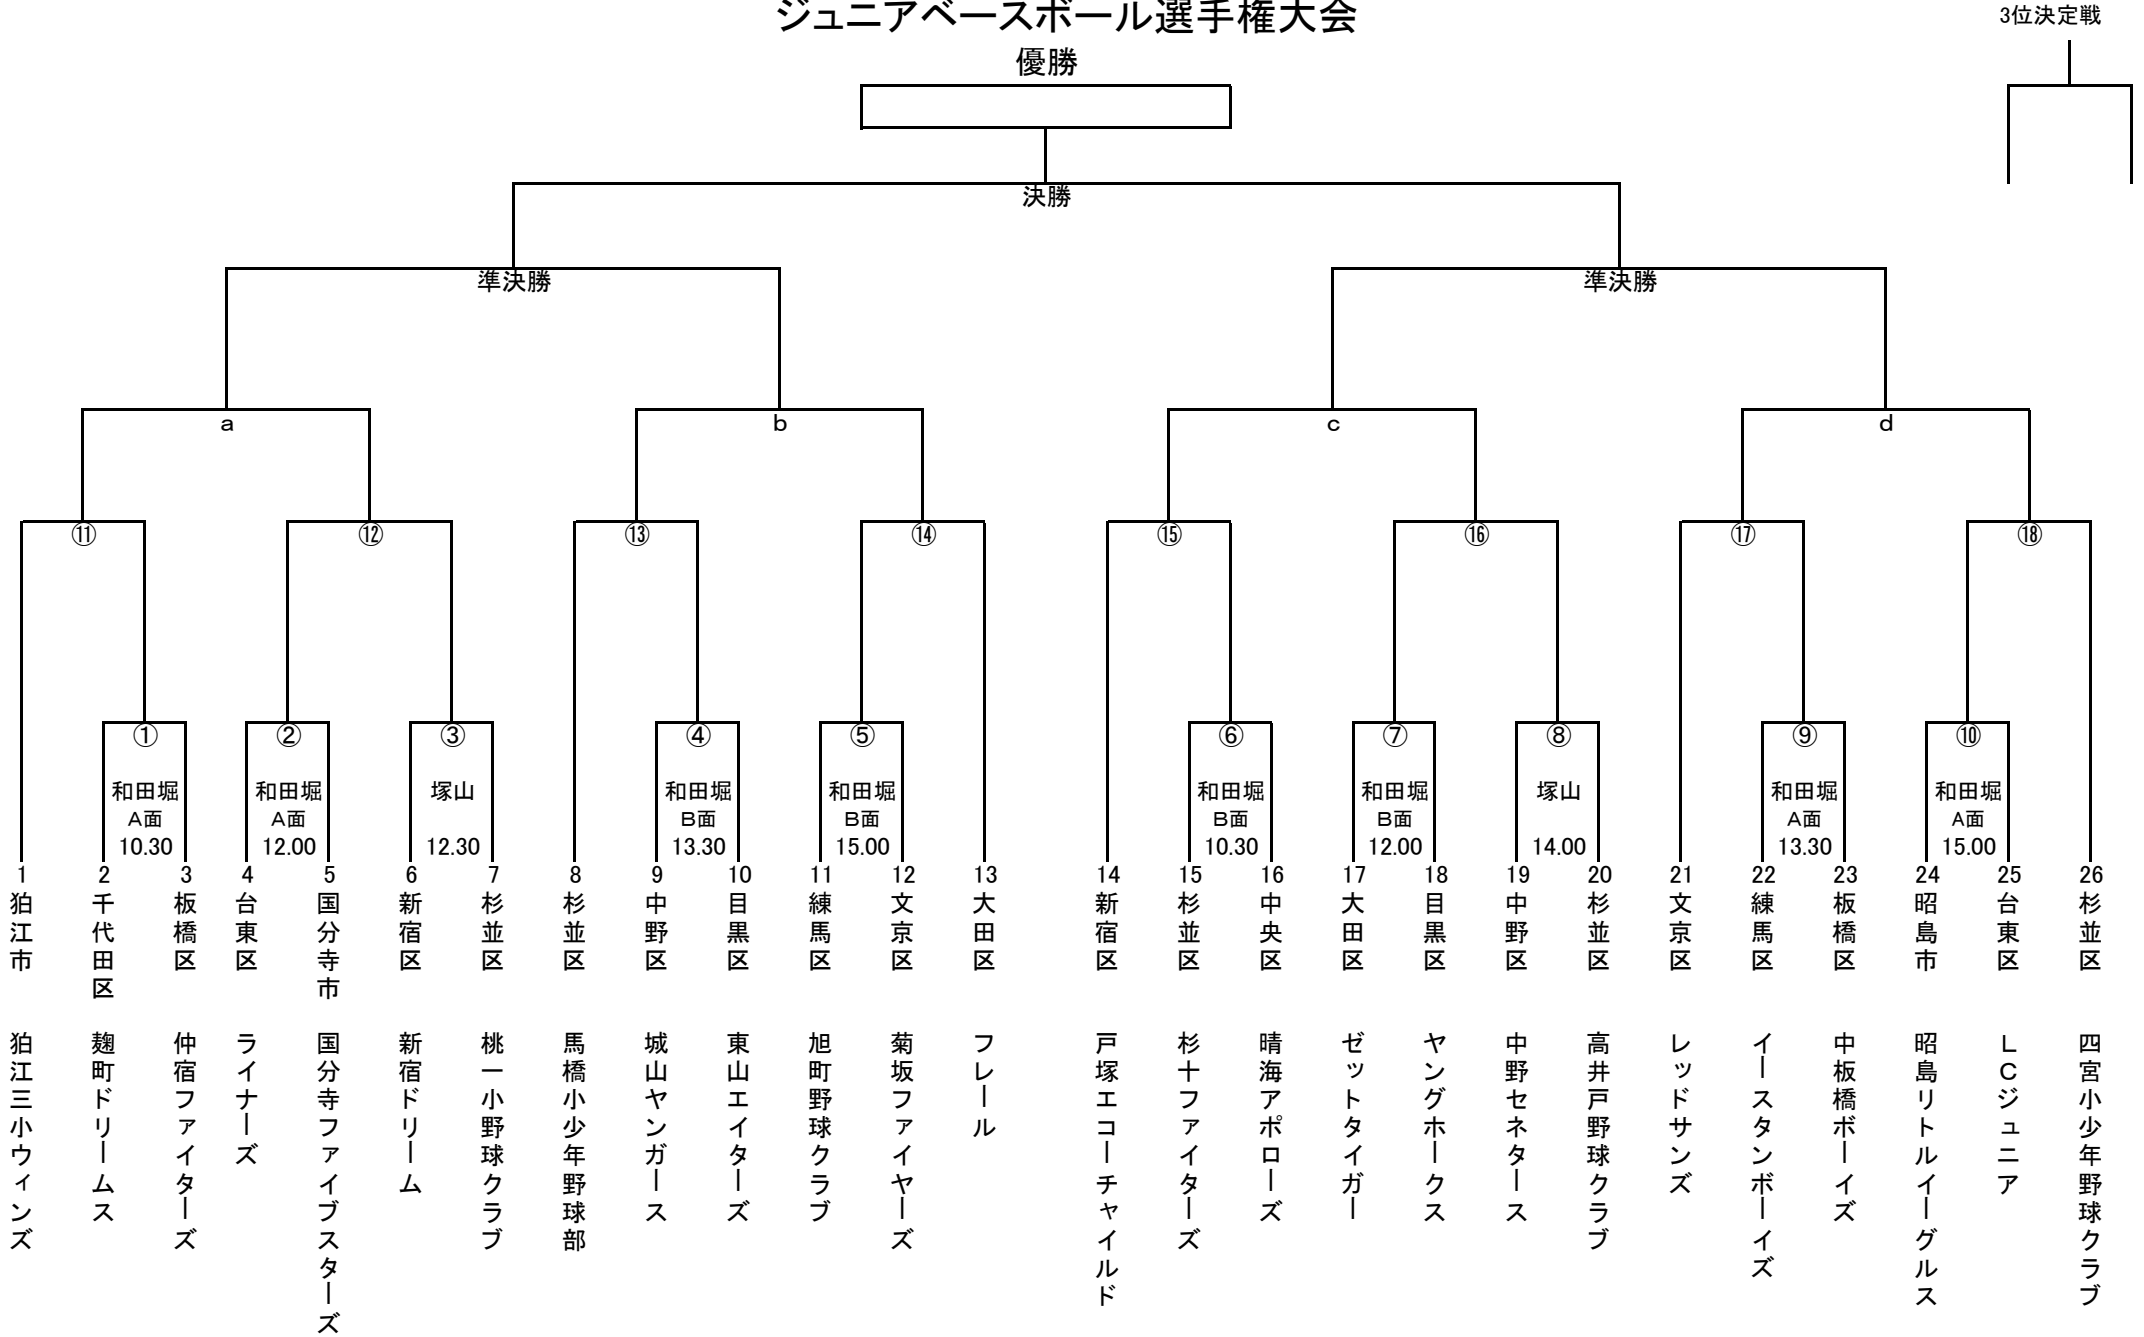 ジュニアベースボール選手権大会
3位決定戦
優勝
決勝
準決勝
準決勝
a
b
c
d
⑪
⑫
⑬
⑭
⑮
⑯
⑰
⑱
①
和田堀
A面
10.30
②
和田堀
A面
12.00
③
塚山
12.30
④
和田堀
B面
13.30
⑤
和田堀
B面
15.00
⑥
和田堀
B面
10.30
⑦
和田堀
B面
12.00
⑧
塚山
14.00
⑨
和田堀
A面
13.30
⑩
和田堀
A面
15.00
1 狛江市 狛江三小ウィンズ
2 千代田区 麹町ドリームス
3 板橋区 仲宿ファイターズ
4 台東区 ライナーズ
5 国分寺市 国分寺ファイブスターズ
6 新宿区 新宿ドリーム
7 杉並区 桃一小野球クラブ
8 杉並区 馬橋小少年野球部
9 中野区 城山ヤンガース
10 目黒区 東山エイターズ
11 練馬区 旭町野球クラブ
12 文京区 菊坂ファイヤーズ
13 大田区 フレール
14 新宿区 戸塚エコーチャイルド
15 杉並区 杉十ファイターズ
16 中央区 晴海アポローズ
17 大田区 ゼットタイガー
18 目黒区 ヤングホークス
19 中野区 中野セネタース
20 杉並区 高井戸野球クラブ
21 文京区 レッドサンズ
22 練馬区 イースタンボーイズ
23 板橋区 中板橋ボーイズ
24 昭島市 昭島リトルイーグルス
25 台東区 LCジュニア
26 杉並区 四宮小少年野球クラブ